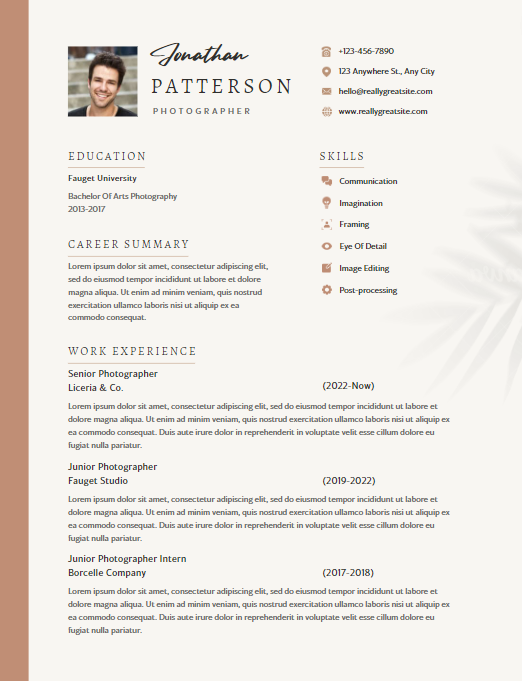 Jonathan
PATTERSON
PHOTOGRAPHER
+123-456-7890
123 Anywhere St., Any City
hello@reallygreatsite.com
www.reallygreatsite.com
EDUCATION
Fauget University
Bachelor Of Arts Photography
2013-2017
SKILLS
Communication
Imagination
Framing
Eye Of Detail
Image Editing
Post-processing
CAREER SUMMARY
Lorem ipsum dolor sit amet, consectetur adipiscing elit,
sed do eiusmod tempor incididunt ut labore et dolore
magna aliqua. Ut enim ad minim veniam, quis nostrud
exercitation ullamco laboris nisi ut aliquip ex ea
commodo consequat.
WORK EXPERIENCE
Senior Photographer
Liceria & Co. (2022-Now)
Lorem ipsum dolor sit amet, consectetur adipiscing elit, sed do eiusmod tempor incididunt ut labore et
dolore magna aliqua. Ut enim ad minim veniam, quis nostrud exercitation ullamco laboris nisi ut aliquip ex
ea commodo consequat. Duis aute irure dolor in reprehenderit in voluptate velit esse cillum dolore eu
fugiat nulla pariatur.
Junior Photographer
Fauget Studio (2019-2022)
Lorem ipsum dolor sit amet, consectetur adipiscing elit, sed do eiusmod tempor incididunt ut labore et
dolore magna aliqua. Ut enim ad minim veniam, quis nostrud exercitation ullamco laboris nisi ut aliquip ex
ea commodo consequat. Duis aute irure dolor in reprehenderit in voluptate velit esse cillum dolore eu
fugiat nulla pariatur.
Junior Photographer Intern
Borcelle Company (2017-2018)
Lorem ipsum dolor sit amet, consectetur adipiscing elit, sed do eiusmod tempor incididunt ut labore et
dolore magna aliqua. Ut enim ad minim veniam, quis nostrud exercitation ullamco laboris nisi ut aliquip ex
ea commodo consequat. Duis aute irure dolor in reprehenderit in voluptate velit esse cillum dolore eu
fugiat nulla pariatur.